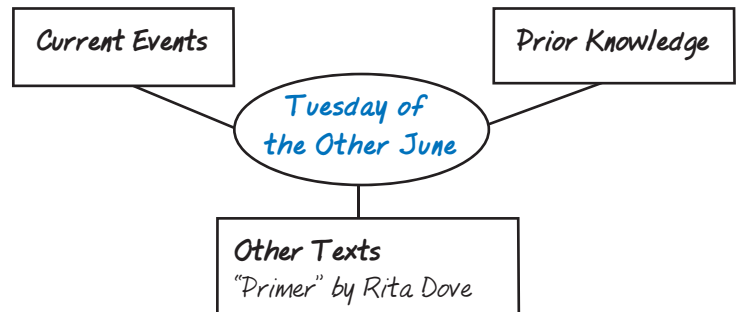 Current Events
Prior Knowledge
Tuesday of
the Other June
Other Texts
“Primer” by Rita Dove